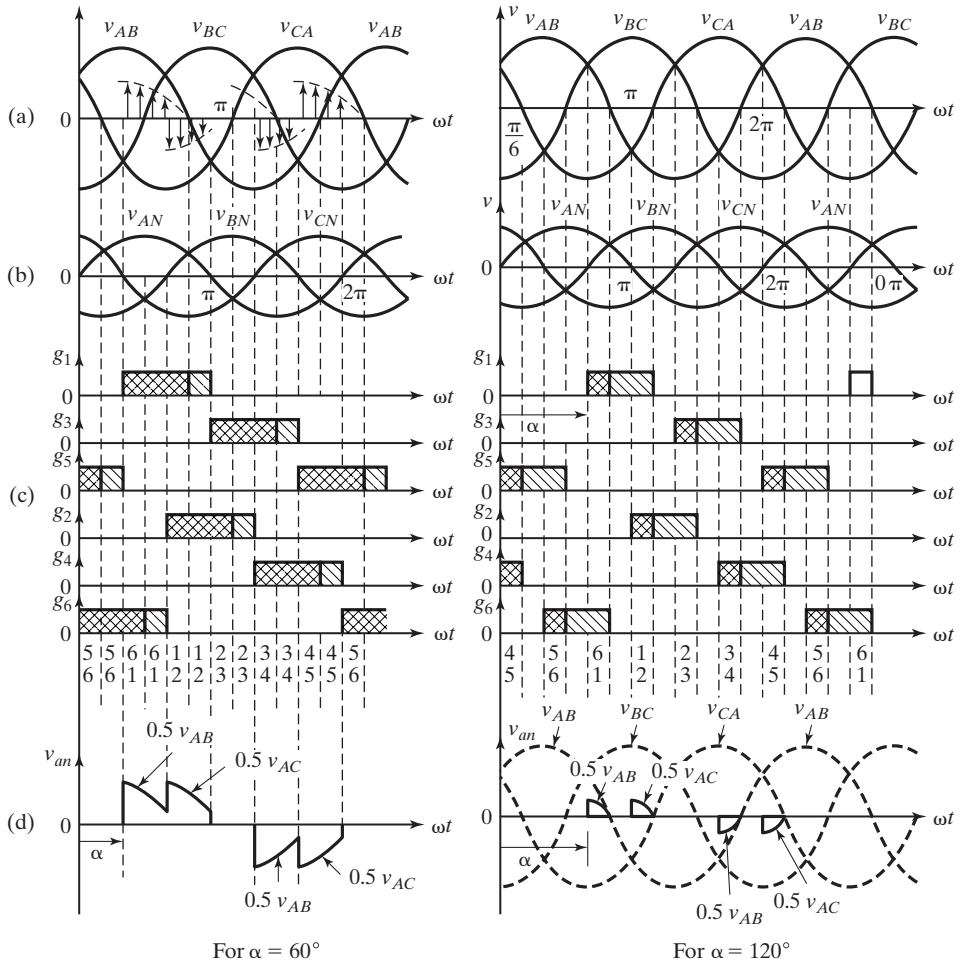 v_AB v_BC v_CA v_AB
(a) 0 π ωt
v v_AB v_BC v_CA v_AB v_BC
π/6 π 2π ωt
(b) v_AN v_BN v_CN
0 π 2π ωt
v v_AN v_BN v_CN v_AN
0 π 2π 0 π ωt
(c)
g1
0 ωt
g3
0 ωt
g5
0 ωt
g2
0 ωt
g4
0 ωt
g6
0 ωt
5 5 6 6 1 1 2 2 3 3 4 4 5
6 6 1 1 2 2 3 3 4 4 5 5 6
g1
0 ωt
α
g3
0 ωt
g5
0 ωt
g2
0 ωt
g4
0 ωt
g6
0 ωt
4 5 6 1 2 3 4 5 6
5 6 1 2 3 4 5 6 1
(d)
v_an 0.5 v_AB
0.5 v_AC
0 ωt
α
0.5 v_AB
0.5 v_AC
v_an v_AB v_BC v_CA v_AB
0.5 v_AB 0.5 v_AC
0 ωt
α
0.5 v_AB 0.5 v_AC
For α = 60°
For α = 120°